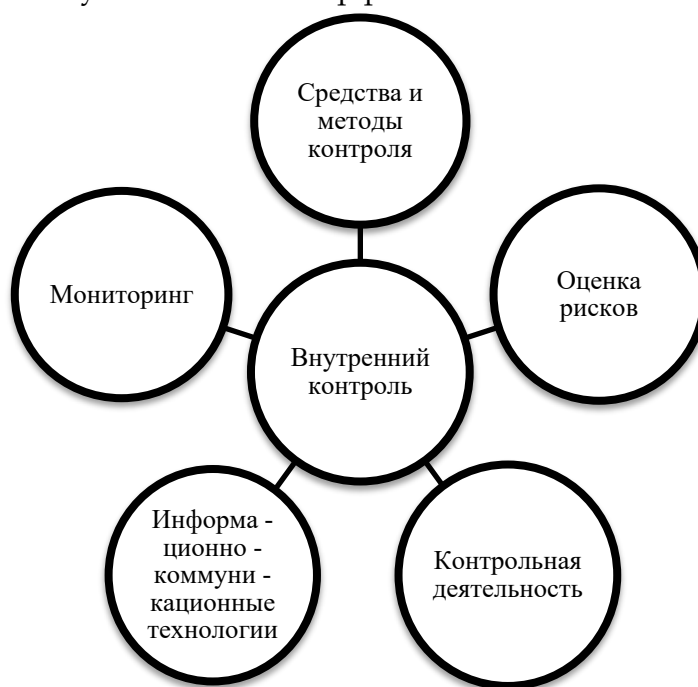 Средства и
методы
контроля
Мониторинг
Оценка
рисков
Внутренний
контроль
Информа -
ционно -
коммуни -
кационные
технологии
Контрольная
деятельность